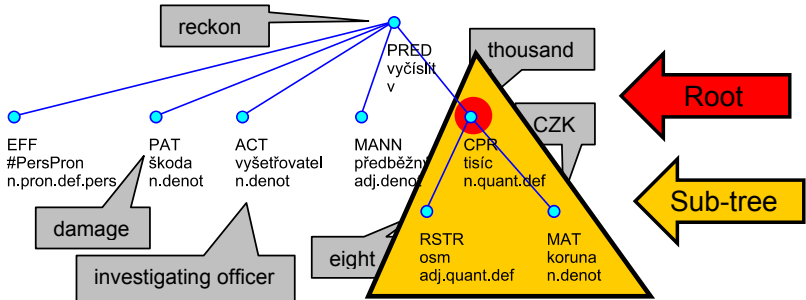 reckon
PRED
vyčíslit
v
thousand
Root
CZK
EFF
#PersPron
n.pron.def.pers
PAT
škoda
n.denot
ACT
vyšetřovatel
n.denot
MANN
předběžný
adj.denot
CPR
tisíc
n.quant.def
damage
investigating officer
eight
RSTR
osm
adj.quant.def
MAT
koruna
n.denot
Sub-tree